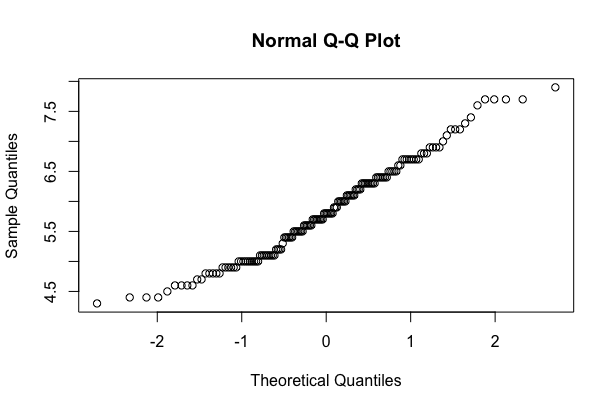 Normal Q-Q Plot
Sample Quantiles
7.5
6.5
5.5
4.5
-2 -1 0 1 2
Theoretical Quantiles